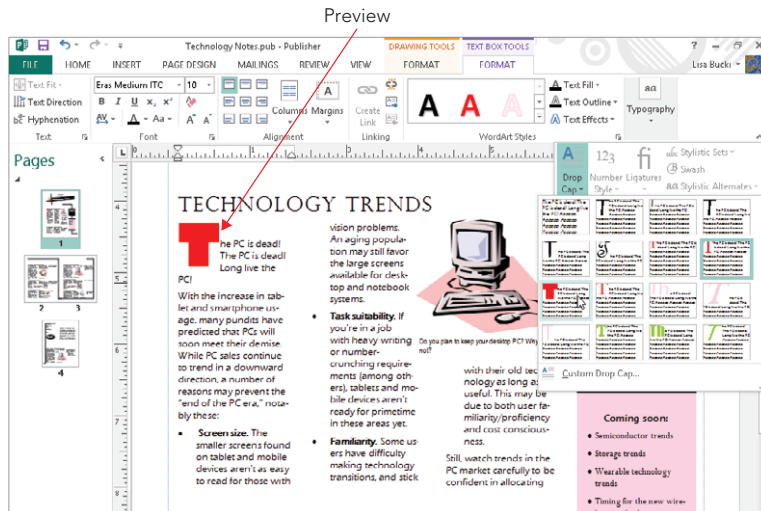 Preview
Technology Notes.pub - Publisher
DRAWING TOOLS
TEXT BOX TOOLS
?
FILE
HOME
INSERT
PAGE DESIGN
MAILINGS
REVIEW
VIEW
FORMAT
FORMAT
Lisa Bucki
Text Fit
Text Direction
Hyphenation
Text
Eras Medium ITC
10
B I U x₂ x²
AV A Aa A A
Font
Alignment
Columns
Margins
Create
Link
Linking
A A A
WordArt Styles
Text Fill
Text Outline
Text Effects
Typography
Drop
Cap
Number
Style
Ligatures
Stylistic Sets
Swash
Stylistic Alternates
Custom Drop Cap...
Pages
1
2 3
4
TECHNOLOGY TRENDS
The PC is dead!
The PC is dead!
Long live the
PC!
With the increase in tab-
let and smartphone us-
age, many pundits have
predicted that PCs will
soon meet their demise.
While PC sales continue
to trend in a downward
direction, a number of
reasons may prevent the
"end of the PC era," nota-
bly these:
• Screen size. The
smaller screens found
on tablet and mobile
devices aren't as easy
to read for those with
vision problems.
An aging popula-
tion may still favor
the large screens
available for desk-
top and notebook
systems.
• Task suitability. If
you're in a job
with heavy writing
or number-
crunching require-
ments (among oth-
ers), tablets and mo-
bile devices aren't
ready for primetime
in these areas yet.
• Familiarity. Some us-
ers have difficulty
making technology
transitions, and stick
Do you plan to keep your desktop PC? Why
not?
with their old tec
nology as long as
useful. This may be
due to both user fa-
miliarity/proficiency
and cost conscious-
ness.
Still, watch trends in the
PC market carefully to be
confident in allocating
Coming soon:
• Semiconductor trends
• Storage trends
• Wearable technology
trends
• Timing for the new wire-